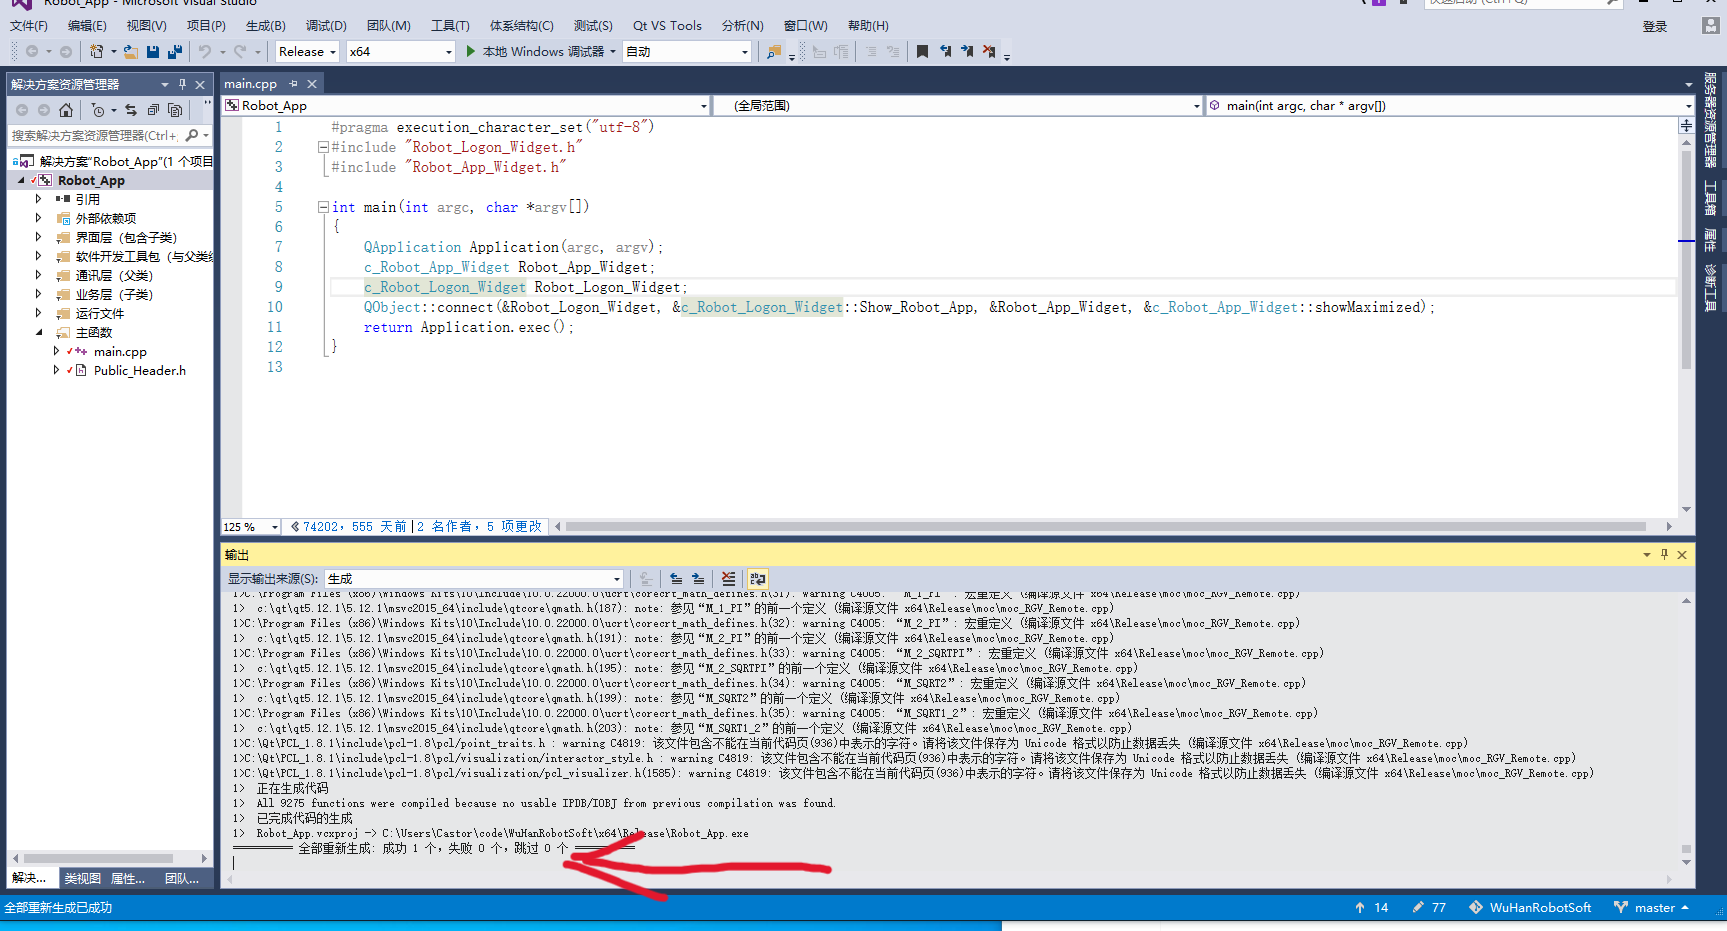 Robot_App - Microsoft Visual Studio
快速启动 (Ctrl+Q)
文件(F) 编辑(E) 视图(V) 项目(P) 生成(B) 调试(D) 团队(M) 工具(T) 体系结构(C) 测试(S) Qt VS Tools 分析(N) 窗口(W) 帮助(H) 登录
Release x64 本地 Windows 调试器 自动
解决方案资源管理器
搜索解决方案资源管理器(Ctrl+;
解决方案"Robot_App"(1 个项目
Robot_App
引用
外部依赖项
界面层（包含子类）
软件开发工具包（与父类
通讯层（父类）
业务层（子类）
运行文件
主函数
main.cpp
Public_Header.h
解决... 类视图 属性... 团队...
main.cpp
Robot_App (全局范围) main(int argc, char * argv[])
1 #pragma execution_character_set("utf-8")
2 #include "Robot_Logon_Widget.h"
3 #include "Robot_App_Widget.h"
4
5 int main(int argc, char *argv[])
6 {
7 QApplication Application(argc, argv);
8 c_Robot_App_Widget Robot_App_Widget;
9 c_Robot_Logon_Widget Robot_Logon_Widget;
10 QObject::connect(&Robot_Logon_Widget, &c_Robot_Logon_Widget::Show_Robot_App, &Robot_App_Widget, &c_Robot_App_Widget::showMaximized);
11 return Application.exec();
12 }
13
125 % 74202，555 天前|2 名作者，5 项更改
服务器资源管理器
工具箱
属性
诊断工具
输出
显示输出来源(S): 生成
1>C:\Program Files (x86)\Windows Kits\10\Include\10.0.22000.0\ucrt\corecrt_math_defines.h(31): warning C4005: “M_1_PI”: 宏重定义 (编译源文件 x64\Release\moc\moc_RGV_Remote.cpp)
1> c:\qt\qt5.12.1\5.12.1\msvc2015_64\include\qtcore\qmath.h(187): note: 参见“M_1_PI”的前一个定义 (编译源文件 x64\Release\moc\moc_RGV_Remote.cpp)
1>C:\Program Files (x86)\Windows Kits\10\Include\10.0.22000.0\ucrt\corecrt_math_defines.h(32): warning C4005: “M_2_PI”: 宏重定义 (编译源文件 x64\Release\moc\moc_RGV_Remote.cpp)
1> c:\qt\qt5.12.1\5.12.1\msvc2015_64\include\qtcore\qmath.h(191): note: 参见“M_2_PI”的前一个定义 (编译源文件 x64\Release\moc\moc_RGV_Remote.cpp)
1>C:\Program Files (x86)\Windows Kits\10\Include\10.0.22000.0\ucrt\corecrt_math_defines.h(33): warning C4005: “M_2_SQRTPI”: 宏重定义 (编译源文件 x64\Release\moc\moc_RGV_Remote.cpp)
1> c:\qt\qt5.12.1\5.12.1\msvc2015_64\include\qtcore\qmath.h(195): note: 参见“M_2_SQRTPI”的前一个定义 (编译源文件 x64\Release\moc\moc_RGV_Remote.cpp)
1>C:\Program Files (x86)\Windows Kits\10\Include\10.0.22000.0\ucrt\corecrt_math_defines.h(34): warning C4005: “M_SQRT2”: 宏重定义 (编译源文件 x64\Release\moc\moc_RGV_Remote.cpp)
1> c:\qt\qt5.12.1\5.12.1\msvc2015_64\include\qtcore\qmath.h(199): note: 参见“M_SQRT2”的前一个定义 (编译源文件 x64\Release\moc\moc_RGV_Remote.cpp)
1>C:\Program Files (x86)\Windows Kits\10\Include\10.0.22000.0\ucrt\corecrt_math_defines.h(35): warning C4005: “M_SQRT1_2”: 宏重定义 (编译源文件 x64\Release\moc\moc_RGV_Remote.cpp)
1> c:\qt\qt5.12.1\5.12.1\msvc2015_64\include\qtcore\qmath.h(203): note: 参见“M_SQRT1_2”的前一个定义 (编译源文件 x64\Release\moc\moc_RGV_Remote.cpp)
1>C:\Qt\PCL_1.8.1\include\pcl-1.8\pcl/point_traits.h : warning C4819: 该文件包含不能在当前代码页(936)中表示的字符。请将该文件保存为 Unicode 格式以防止数据丢失 (编译源文件 x64\Release\moc\moc_RGV_Remote.cpp)
1>C:\Qt\PCL_1.8.1\include\pcl-1.8\pcl/visualization/interactor_style.h : warning C4819: 该文件包含不能在当前代码页(936)中表示的字符。请将该文件保存为 Unicode 格式以防止数据丢失 (编译源文件 x64\Release\moc\moc_RGV_Remote.cpp)
1>C:\Qt\PCL_1.8.1\include\pcl-1.8\pcl/visualization/pcl_visualizer.h(1585): warning C4819: 该文件包含不能在当前代码页(936)中表示的字符。请将该文件保存为 Unicode 格式以防止数据丢失 (编译源文件 x64\Release\moc\moc_RGV_Remote.cpp)
1> 正在生成代码
1> All 9275 functions were compiled because no usable IPDB/IOBJ from previous compilation was found.
1> 已完成代码的生成
1> Robot_App.vcxproj -> C:\Users\Castor\code\WuHanRobotSoft\x64\Release\Robot_App.exe
========== 全部重新生成: 成功 1 个，失败 0 个，跳过 0 个 ==========
全部重新生成已成功 14 77 WuHanRobotSoft master